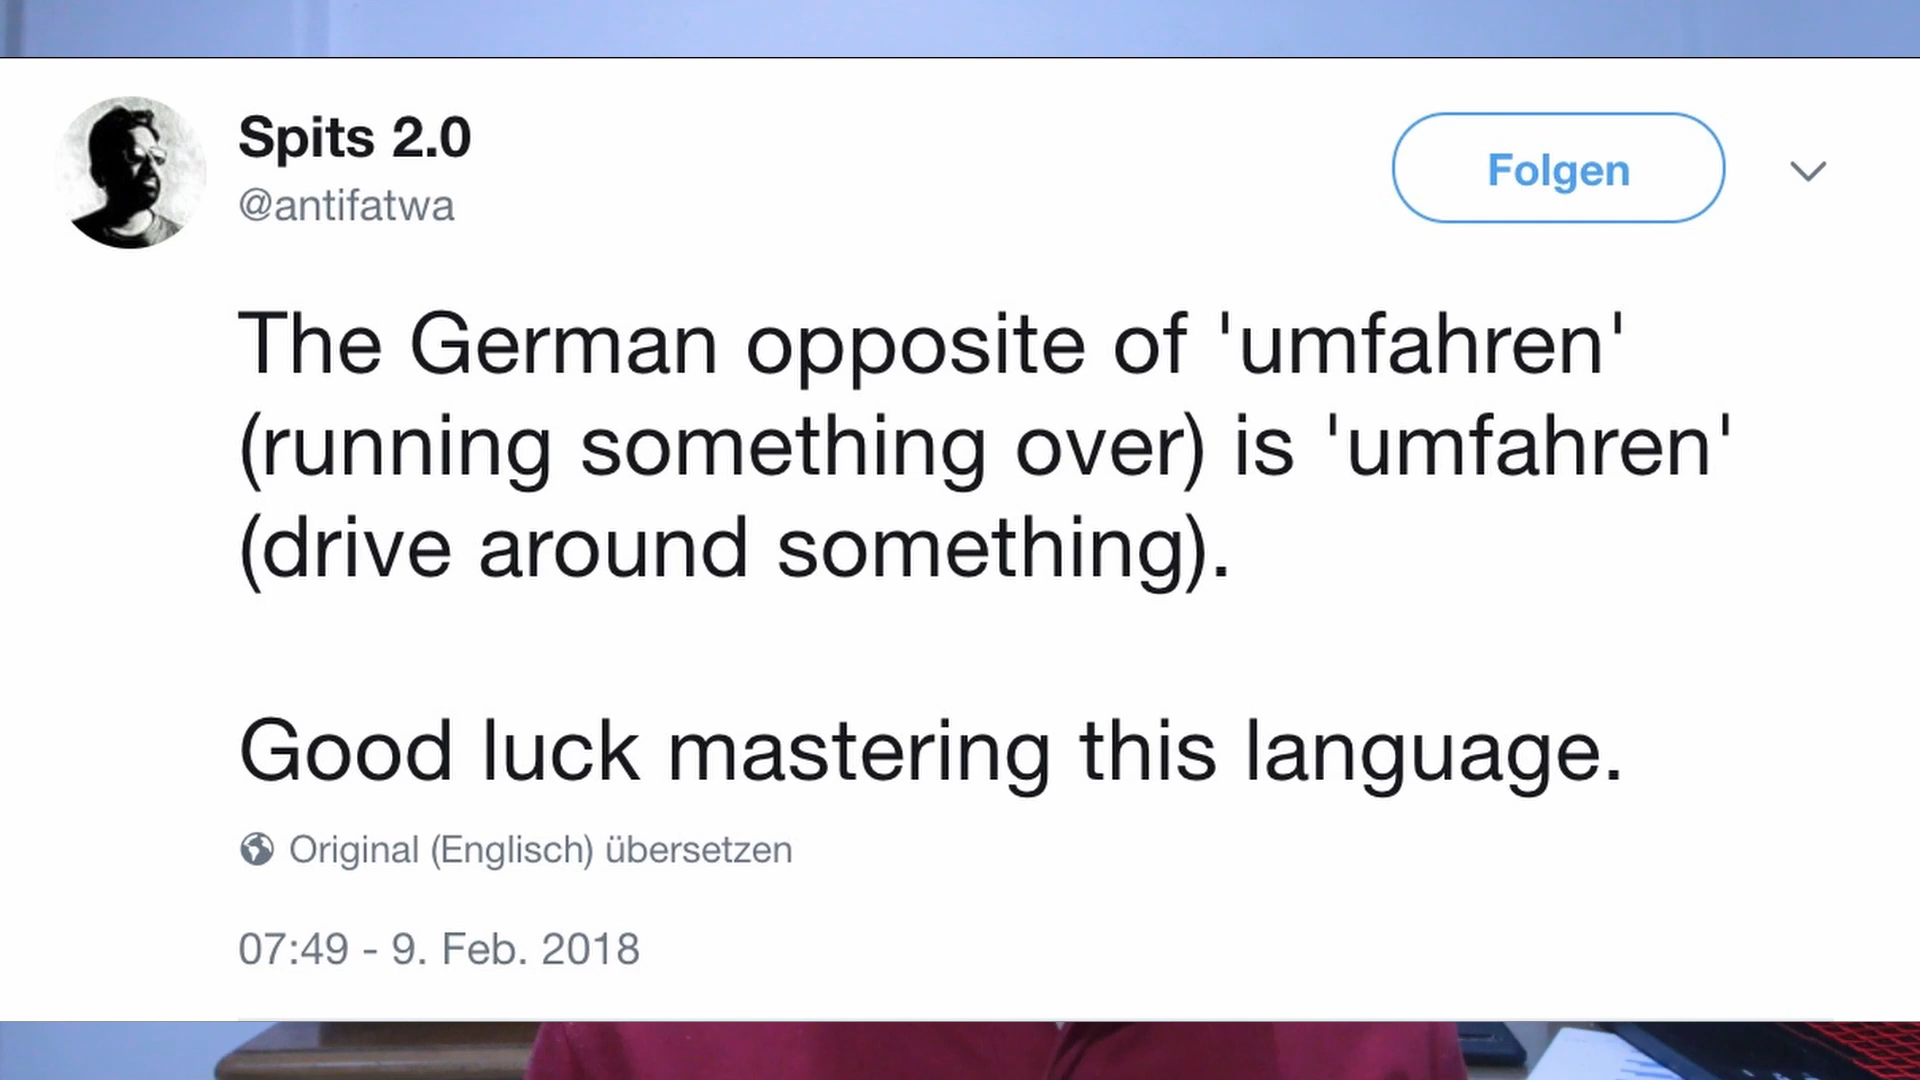 Spits 2.0
@antifatwa
Folgen
The German opposite of 'umfahren'
(running something over) is 'umfahren'
(drive around something).
Good luck mastering this language.
Original (Englisch) übersetzen
07:49 - 9. Feb. 2018